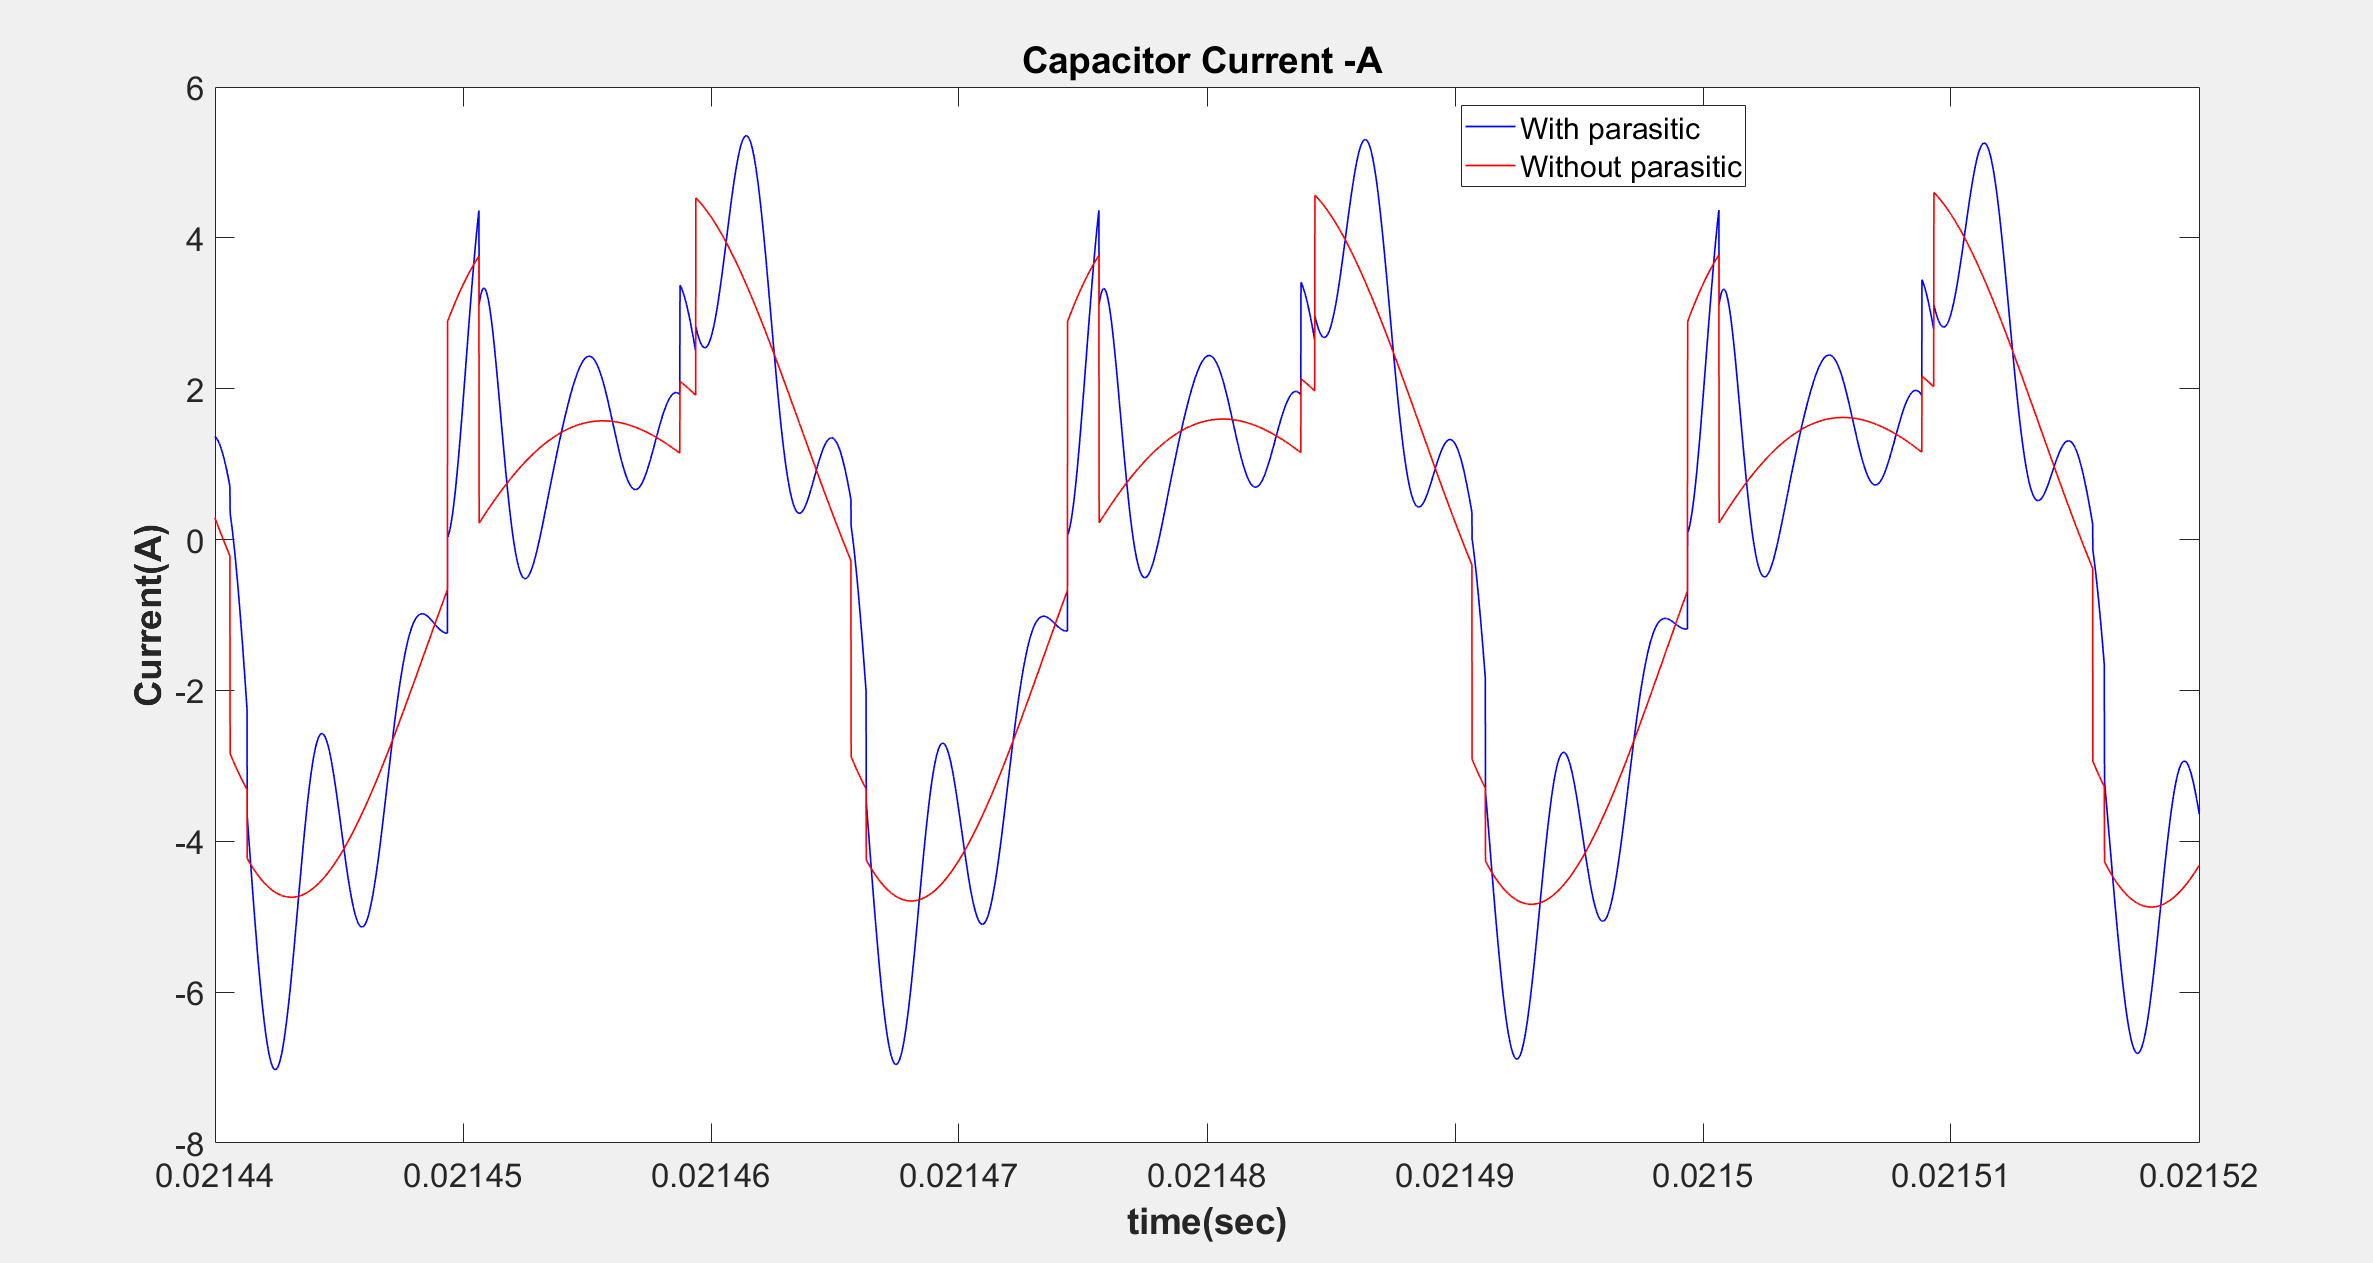 Capacitor Current -A
With parasitic
Without parasitic
6
4
2
0
-2
-4
-6
-8
Current(A)
0.02144 0.02145 0.02146 0.02147 0.02148 0.02149 0.0215 0.02151 0.02152
time(sec)